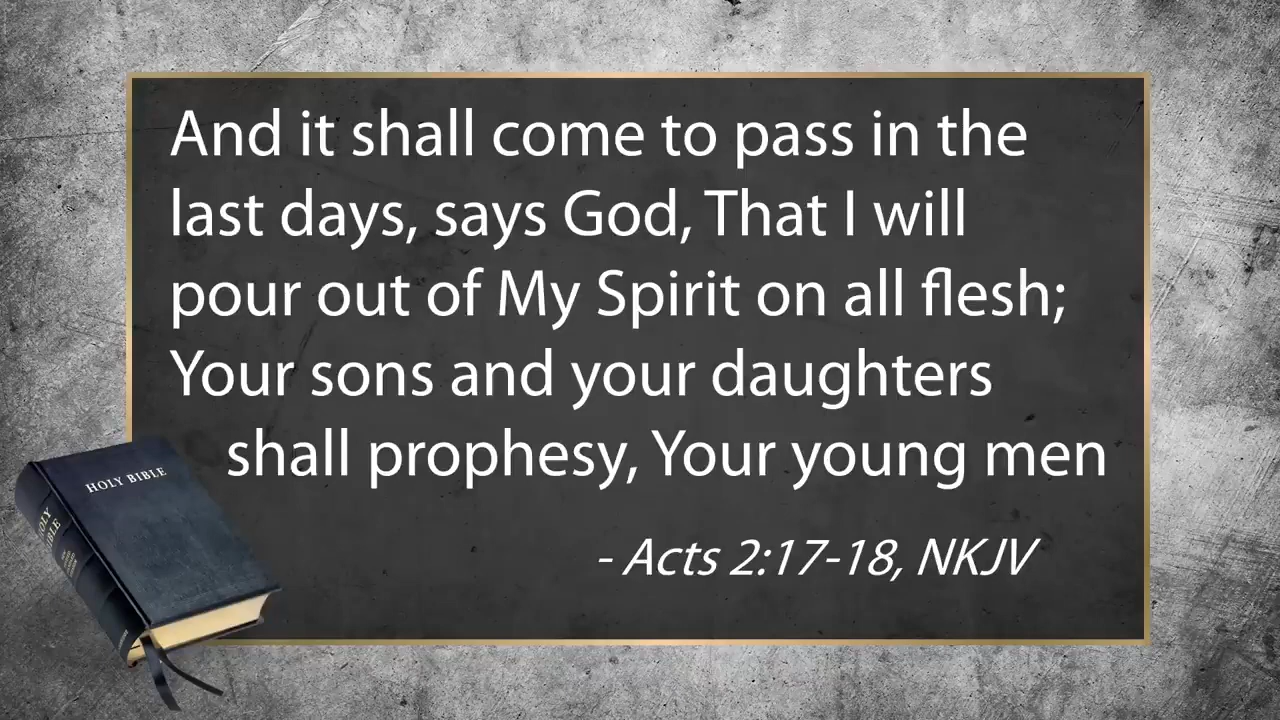 And it shall come to pass in the
last days, says God, That I will
pour out of My Spirit on all flesh;
Your sons and your daughters
shall prophesy, Your young men
- Acts 2:17-18, NKJV
HOLY BIBLE
HOLY
BIBLE